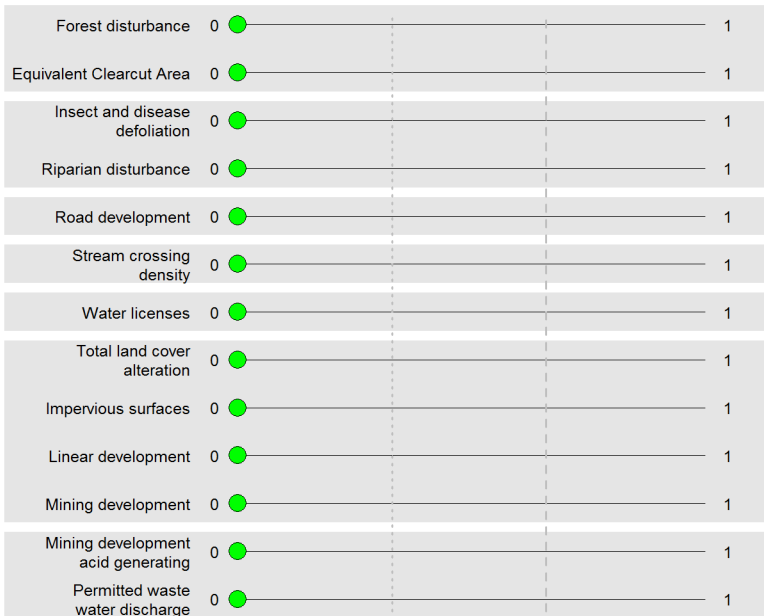 Forest disturbance 0 1
Equivalent Clearcut Area 0 1
Insect and disease
defoliation 0 1
Riparian disturbance 0 1
Road development 0 1
Stream crossing
density 0 1
Water licenses 0 1
Total land cover
alteration 0 1
Impervious surfaces 0 1
Linear development 0 1
Mining development 0 1
Mining development
acid generating 0 1
Permitted waste
water discharge 0 1